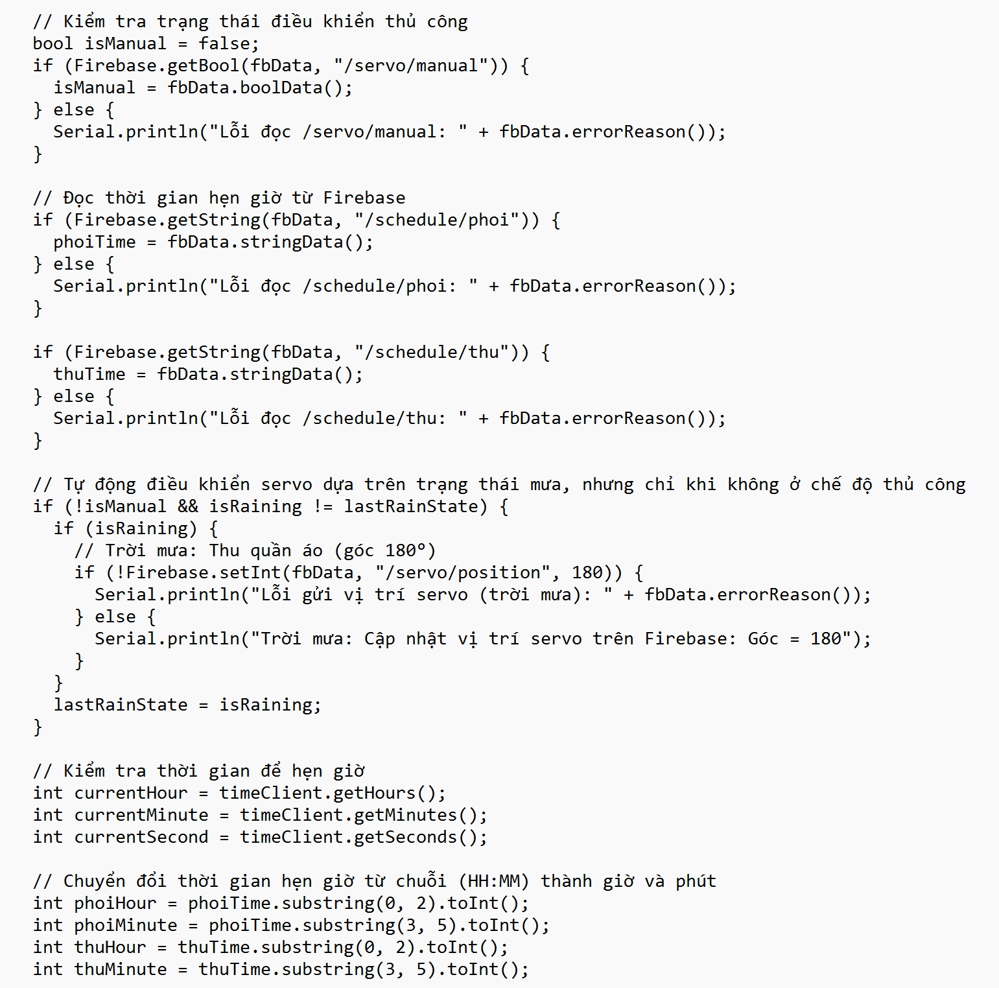 // Kiểm tra trạng thái điều khiển thủ công
bool isManual = false;
if (Firebase.getBool(fbData, "/servo/manual")) {
  isManual = fbData.boolData();
} else {
  Serial.println("Lỗi đọc /servo/manual: " + fbData.errorReason());
}

// Đọc thời gian hẹn giờ từ Firebase
if (Firebase.getString(fbData, "/schedule/phoi")) {
  phoiTime = fbData.stringData();
} else {
  Serial.println("Lỗi đọc /schedule/phoi: " + fbData.errorReason());
}

if (Firebase.getString(fbData, "/schedule/thu")) {
  thuTime = fbData.stringData();
} else {
  Serial.println("Lỗi đọc /schedule/thu: " + fbData.errorReason());
}

// Tự động điều khiển servo dựa trên trạng thái mưa, nhưng chỉ khi không ở chế độ thủ công
if (!isManual && isRaining != lastRainState) {
  if (isRaining) {
    // Trời mưa: Thu quần áo (góc 180°)
    if (!Firebase.setInt(fbData, "/servo/position", 180)) {
      Serial.println("Lỗi gửi vị trí servo (trời mưa): " + fbData.errorReason());
    } else {
      Serial.println("Trời mưa: Cập nhật vị trí servo trên Firebase: Góc = 180");
    }
  }
  lastRainState = isRaining;
}

// Kiểm tra thời gian để hẹn giờ
int currentHour = timeClient.getHours();
int currentMinute = timeClient.getMinutes();
int currentSecond = timeClient.getSeconds();

// Chuyển đổi thời gian hẹn giờ từ chuỗi (HH:MM) thành giờ và phút
int phoiHour = phoiTime.substring(0, 2).toInt();
int phoiMinute = phoiTime.substring(3, 5).toInt();
int thuHour = thuTime.substring(0, 2).toInt();
int thuMinute = thuTime.substring(3, 5).toInt();